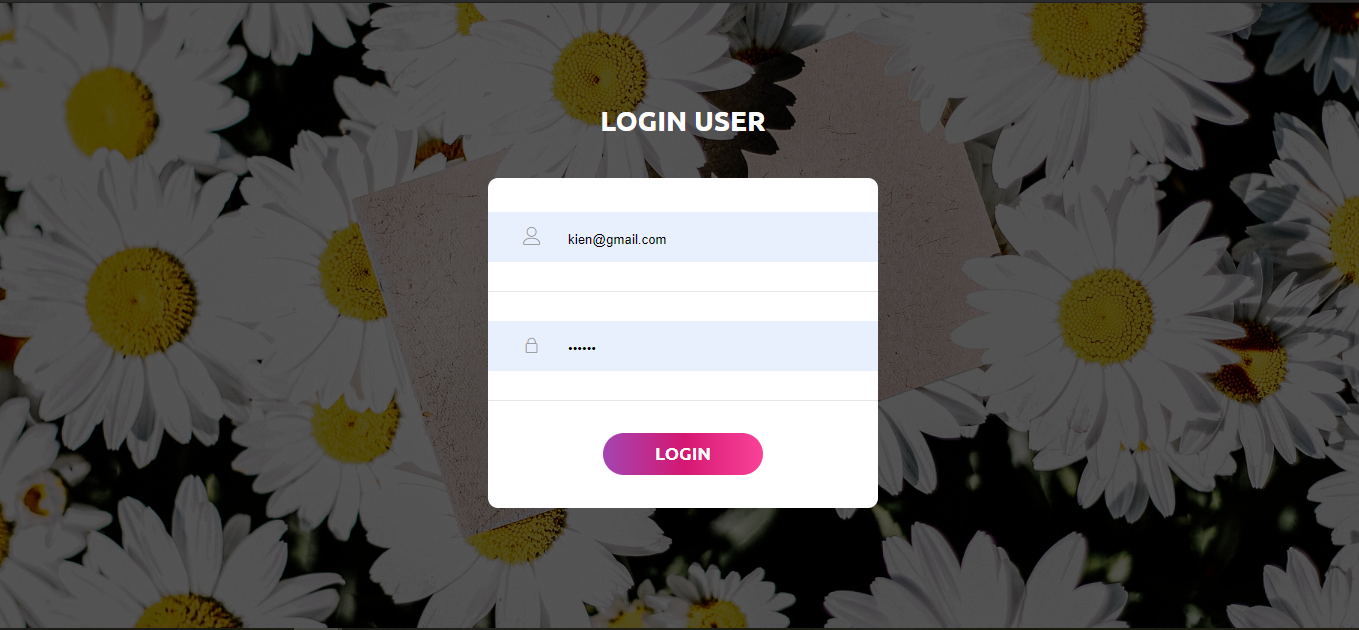 LOGIN USER
kien@gmail.com
••••••
LOGIN